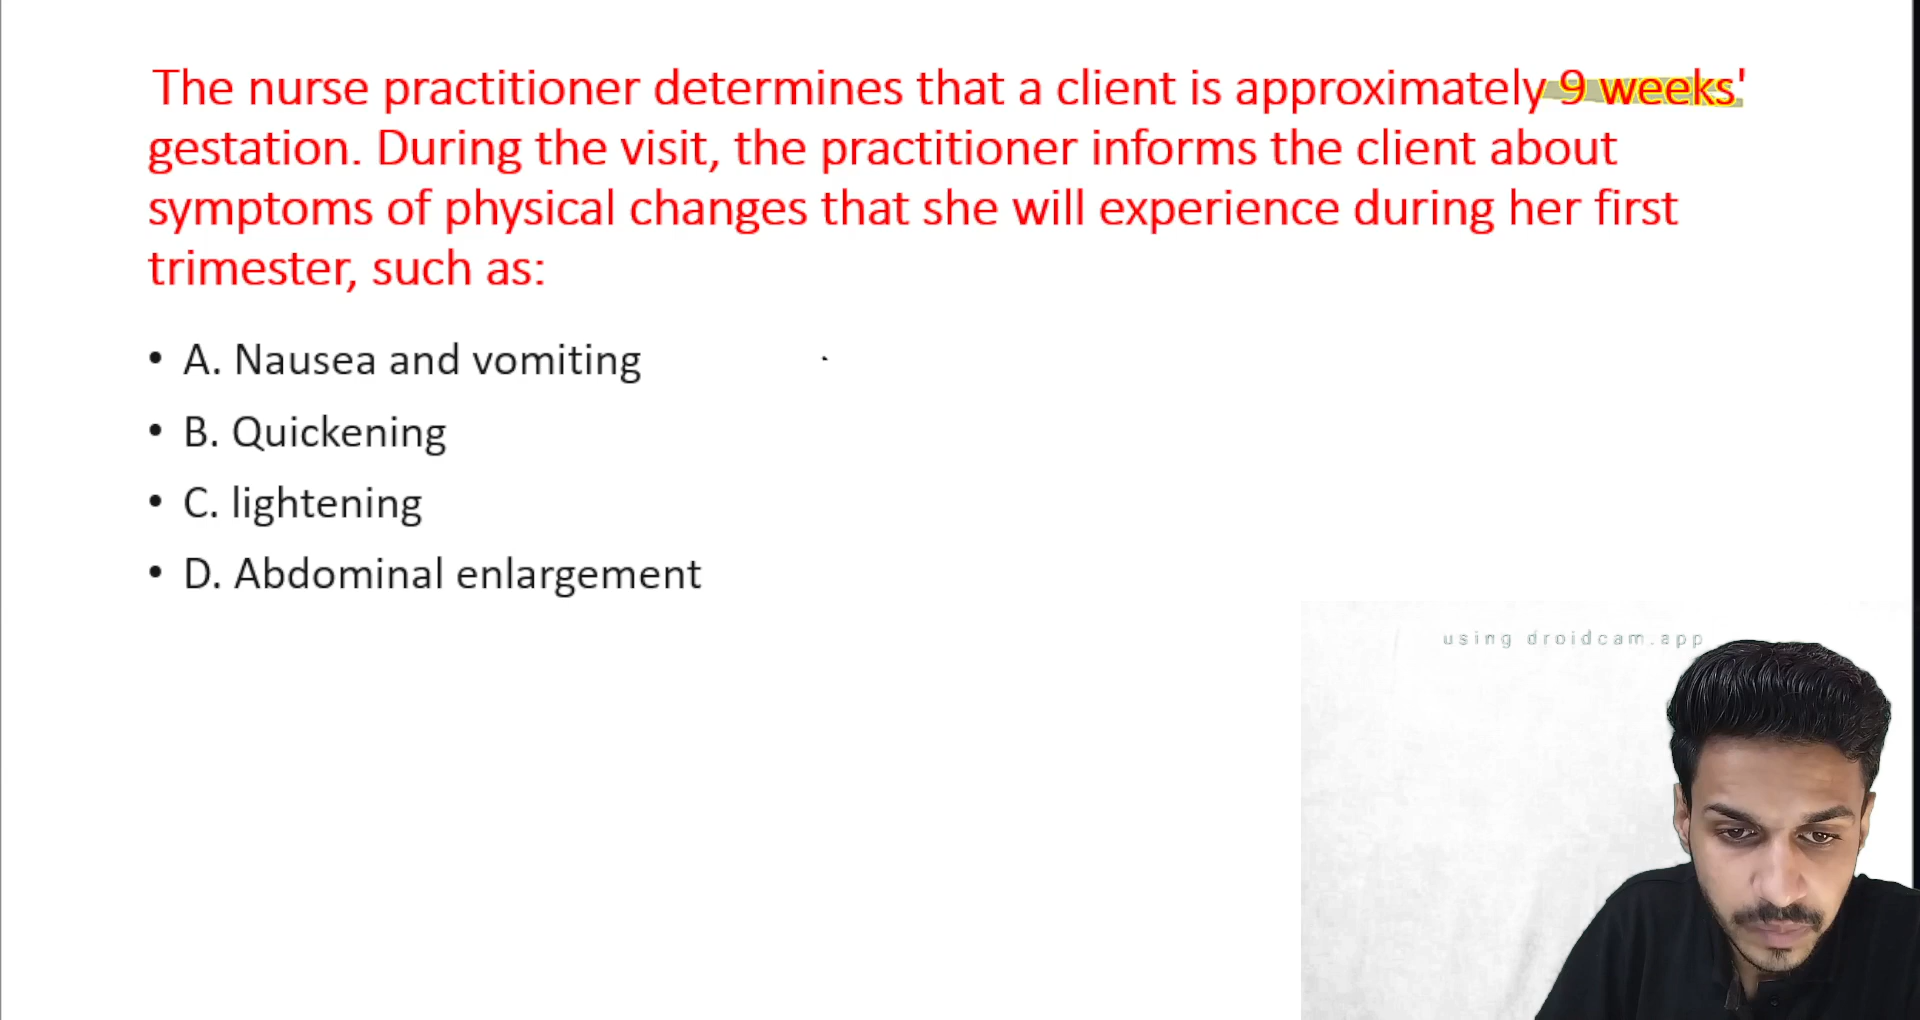 The nurse practitioner determines that a client is approximately 9 weeks'
gestation. During the visit, the practitioner informs the client about
symptoms of physical changes that she will experience during her first
trimester, such as:
• A. Nausea and vomiting
• B. Quickening
• C. lightening
• D. Abdominal enlargement
using droidcam.app